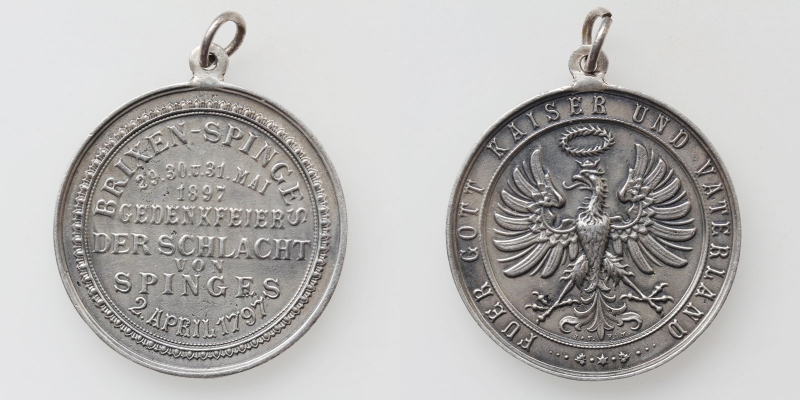 BRIXEN-SPINGES
29.30.U.31.MAI
1897
GEDENKFEIER
DER SCHLACHT
VON
SPINGES
2. APRIL.1797
FUER GOTT KAISER UND VATERLAND